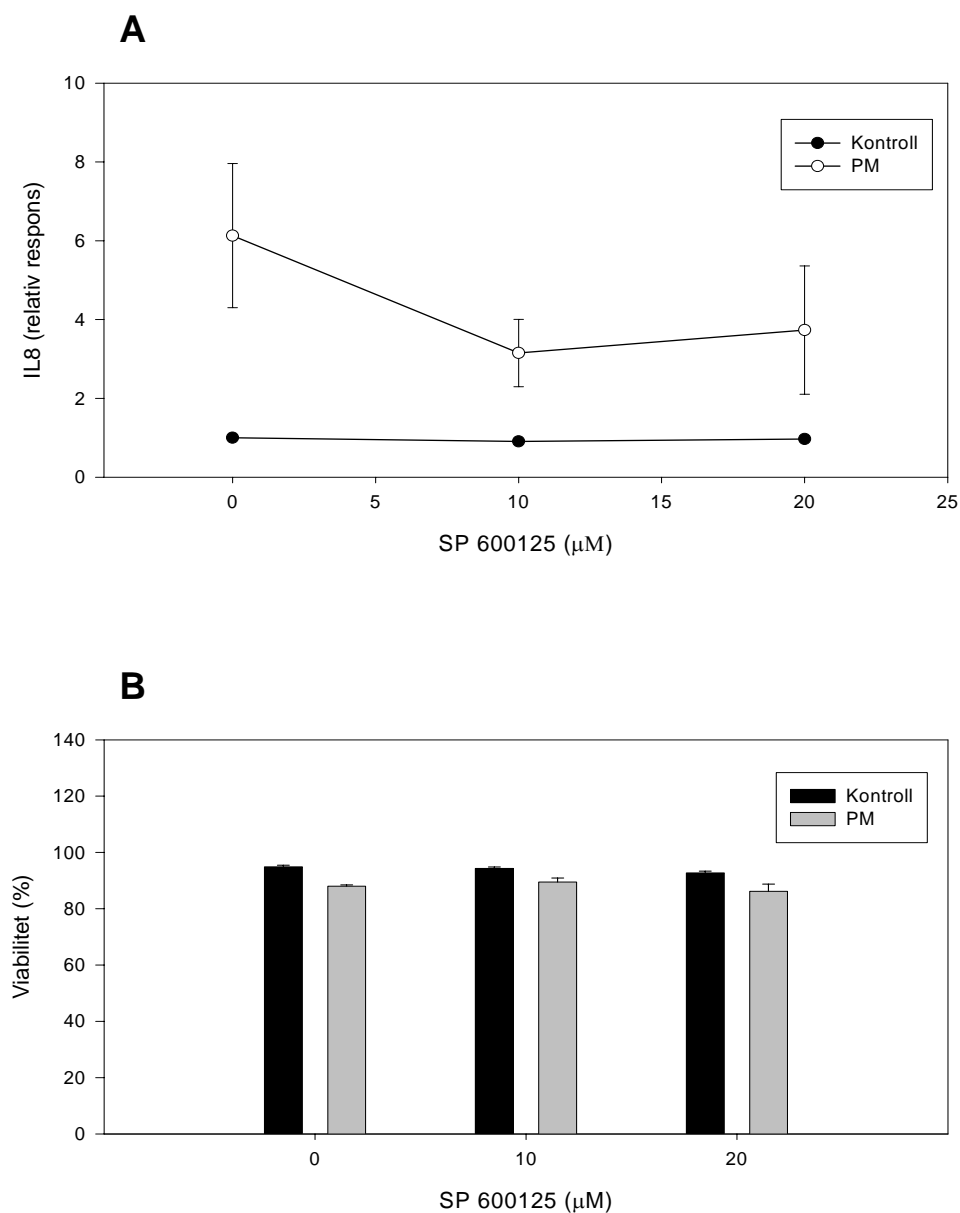 A
10
8
6
4
2
0
IL8 (relativ respons)
Kontroll
PM
0 5 10 15 20 25
SP 600125 (μM)
B
140
120
100
80
60
40
20
0
Viabilitet (%)
Kontroll
PM
0 10 20
SP 600125 (μM)